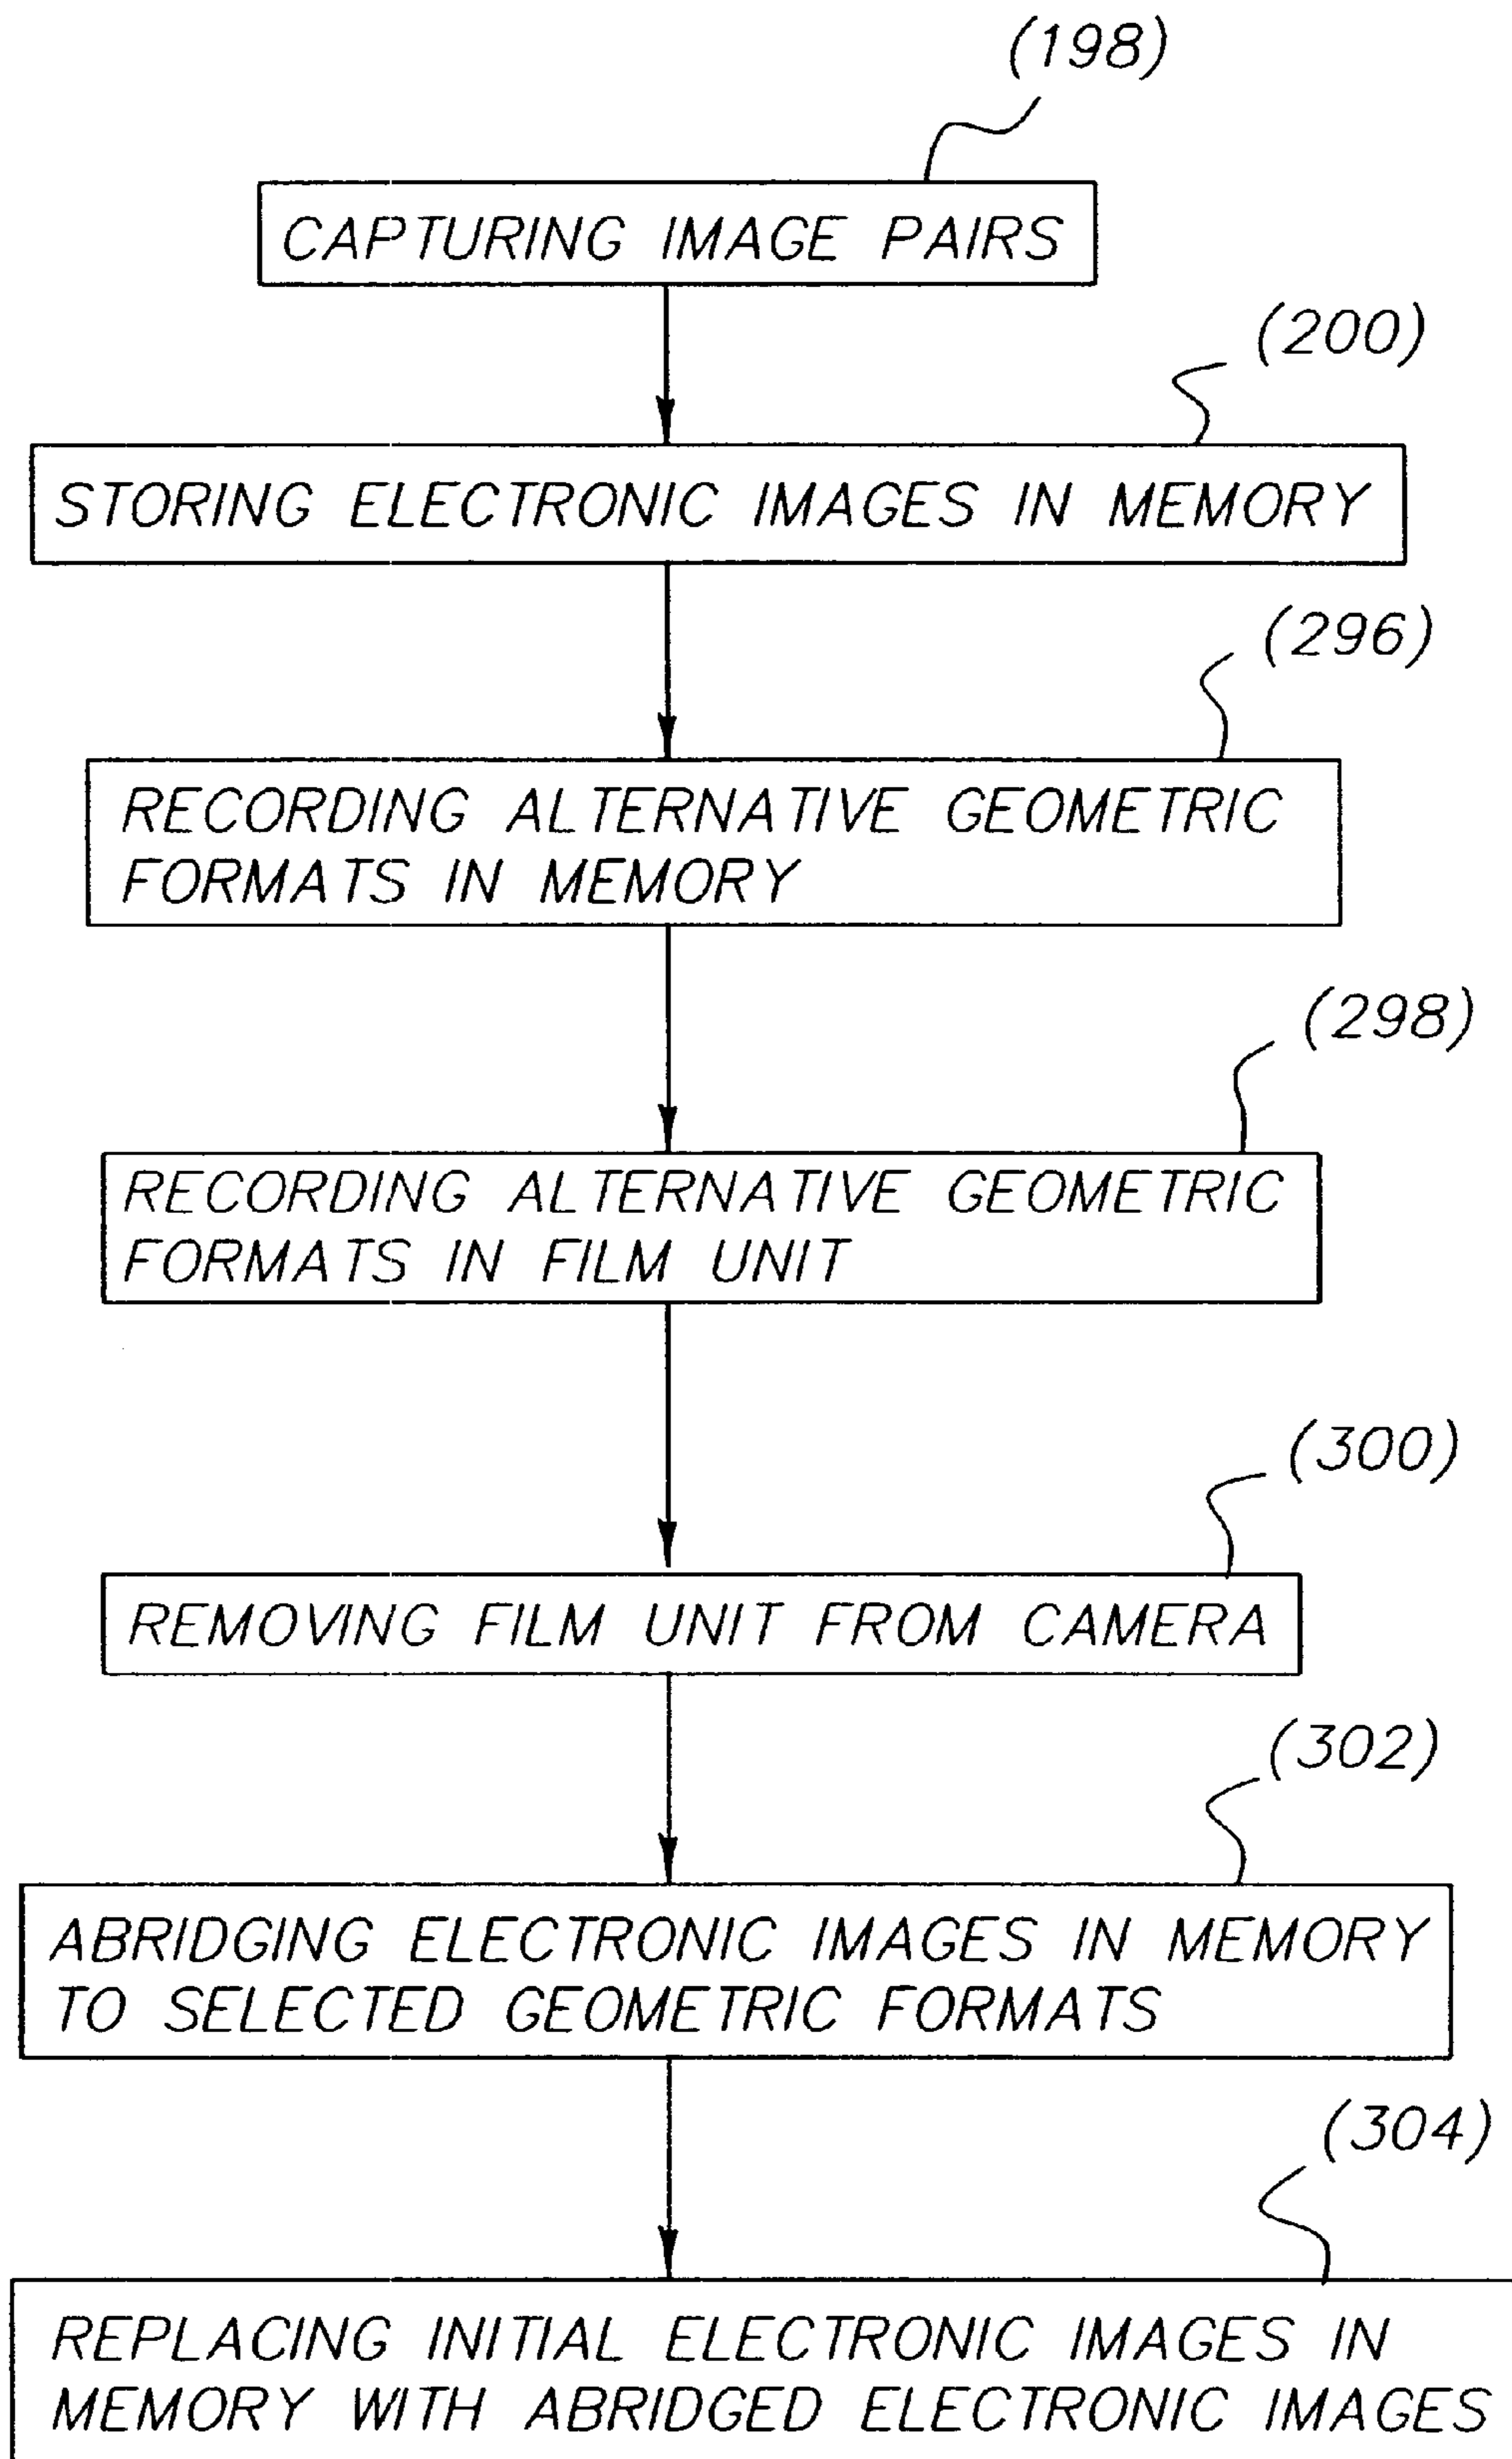 (198)
CAPTURING IMAGE PAIRS
(200)
STORING ELECTRONIC IMAGES IN MEMORY
(296)
RECORDING ALTERNATIVE GEOMETRIC
FORMATS IN MEMORY
(298)
RECORDING ALTERNATIVE GEOMETRIC
FORMATS IN FILM UNIT
(300)
REMOVING FILM UNIT FROM CAMERA
(302)
ABRIDGING ELECTRONIC IMAGES IN MEMORY
TO SELECTED GEOMETRIC FORMATS
(304)
REPLACING INITIAL ELECTRONIC IMAGES IN
MEMORY WITH ABRIDGED ELECTRONIC IMAGES